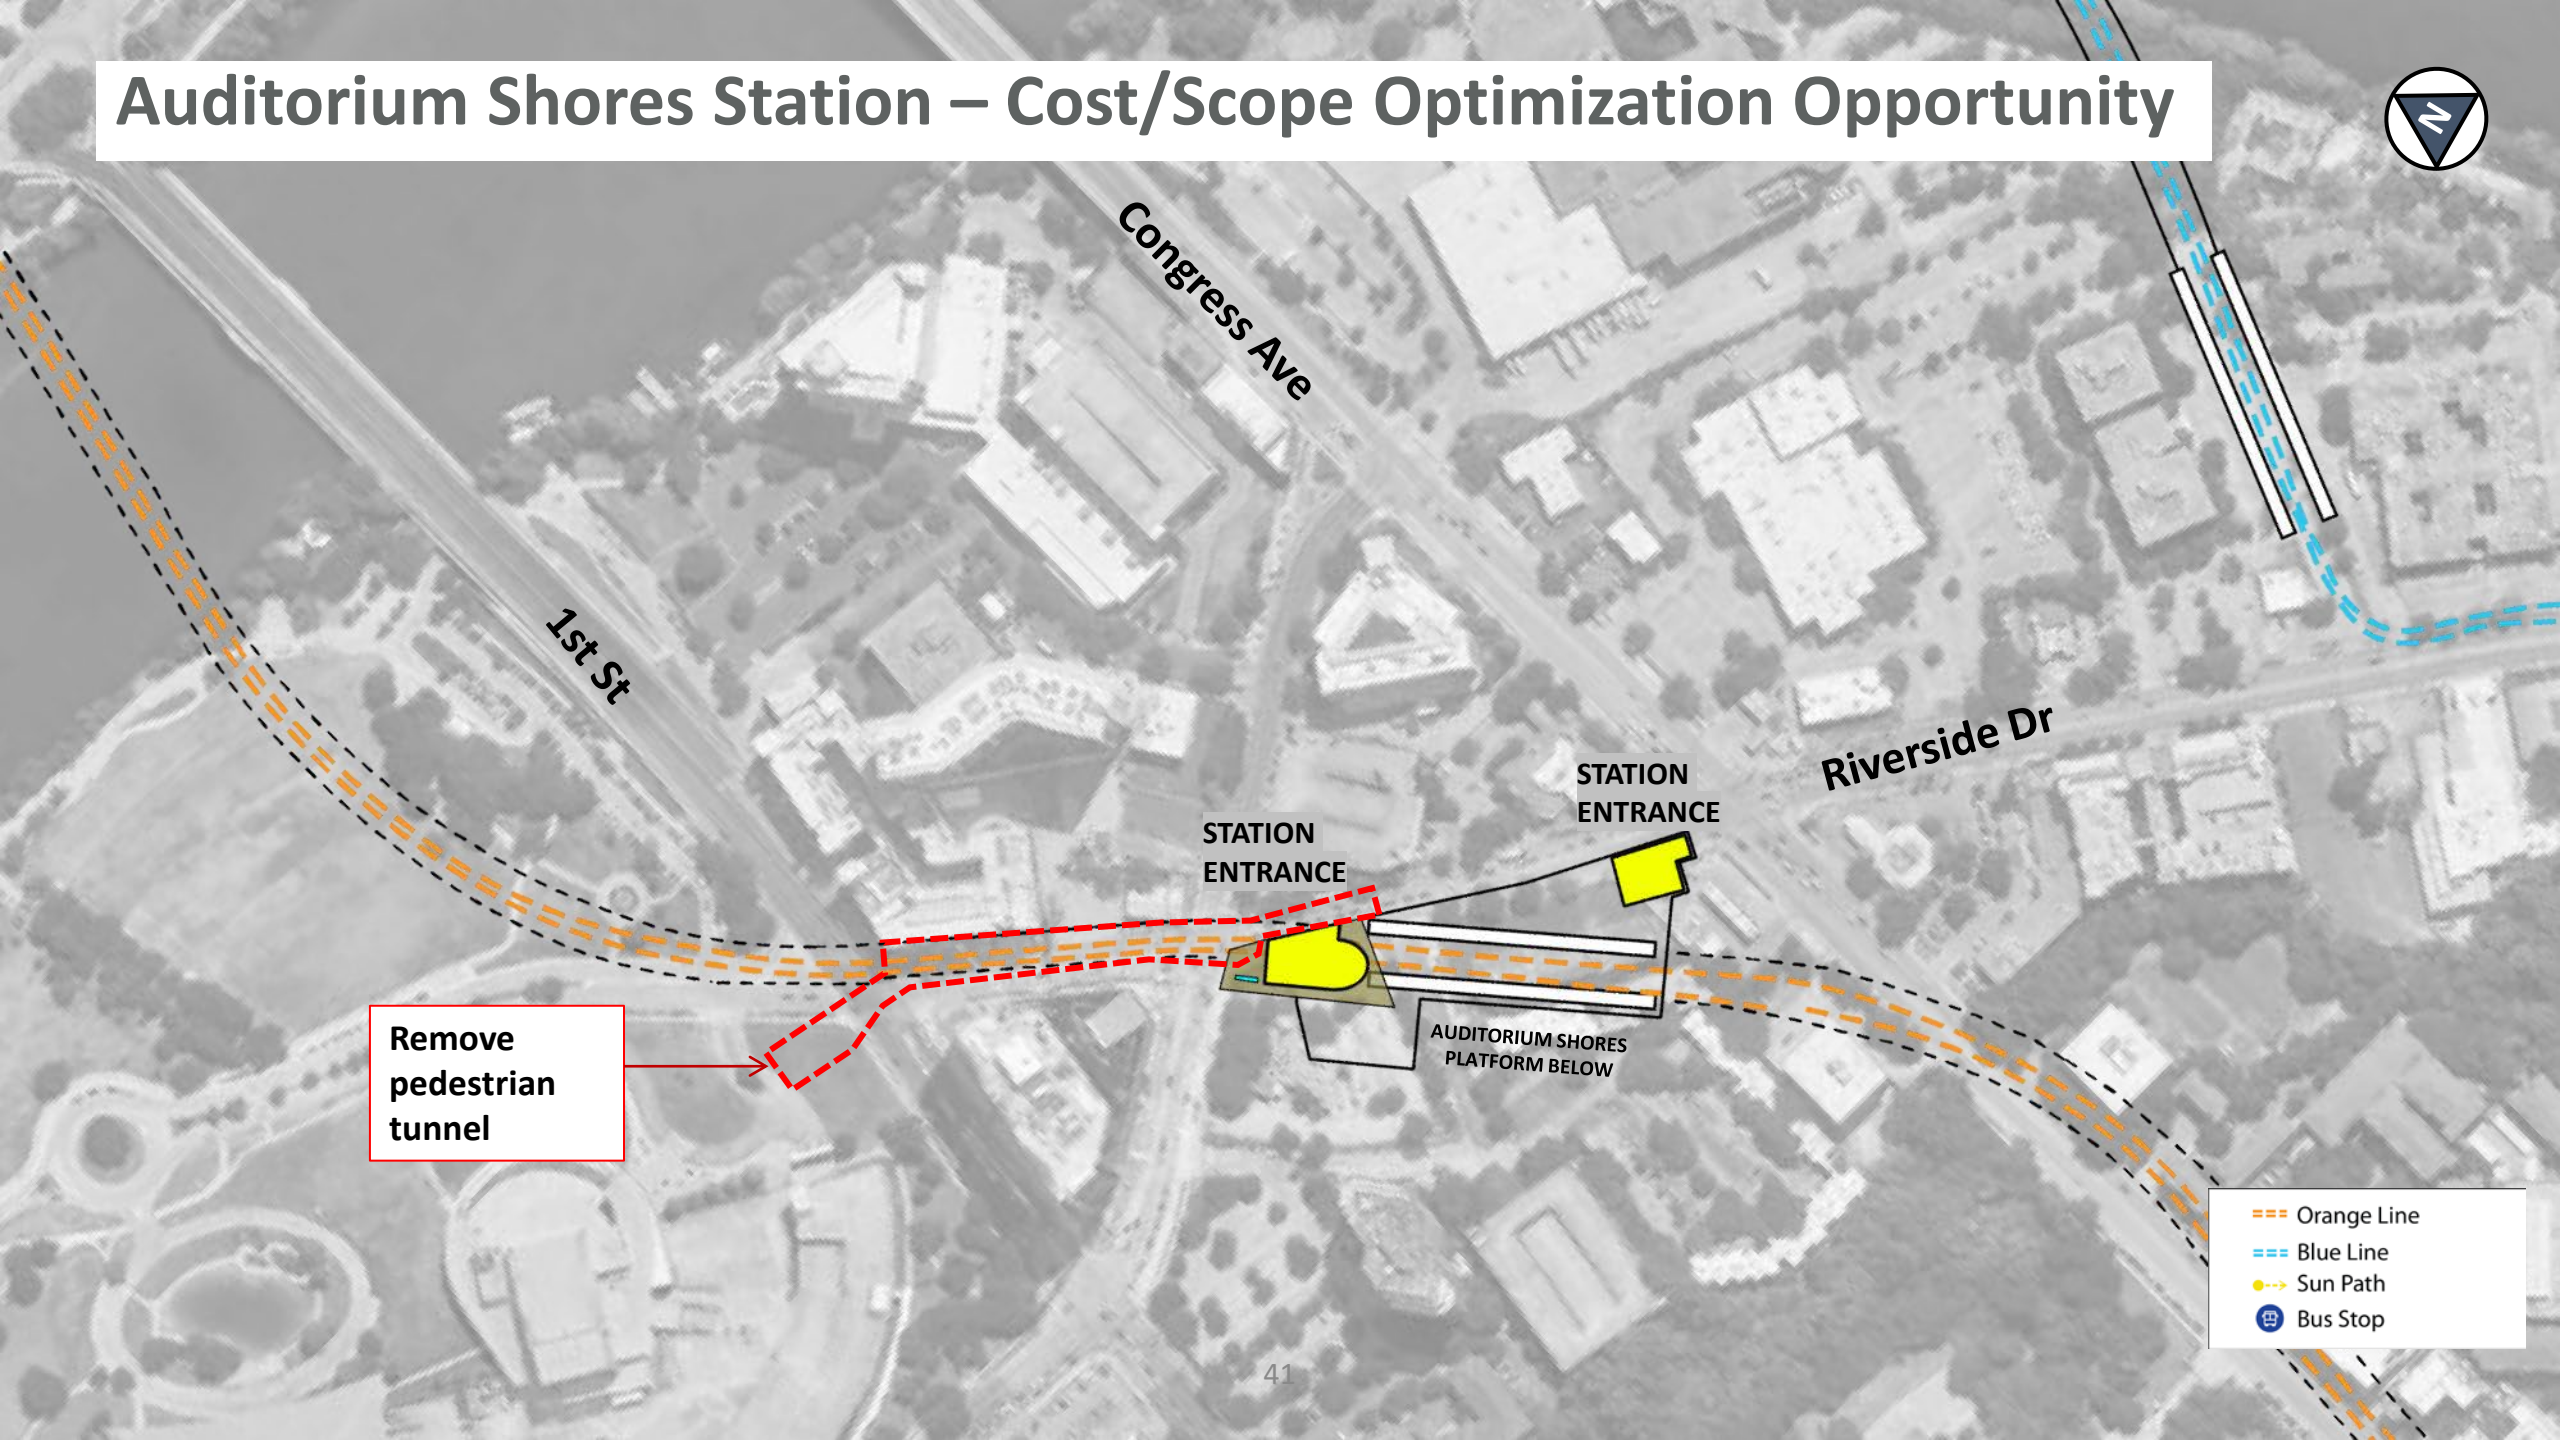 Auditorium Shores Station – Cost/Scope Optimization Opportunity
N
Congress Ave
1st St
Riverside Dr
STATION
ENTRANCE
STATION
ENTRANCE
AUDITORIUM SHORES
PLATFORM BELOW
Remove
pedestrian
tunnel
Orange Line
Blue Line
Sun Path
Bus Stop
41